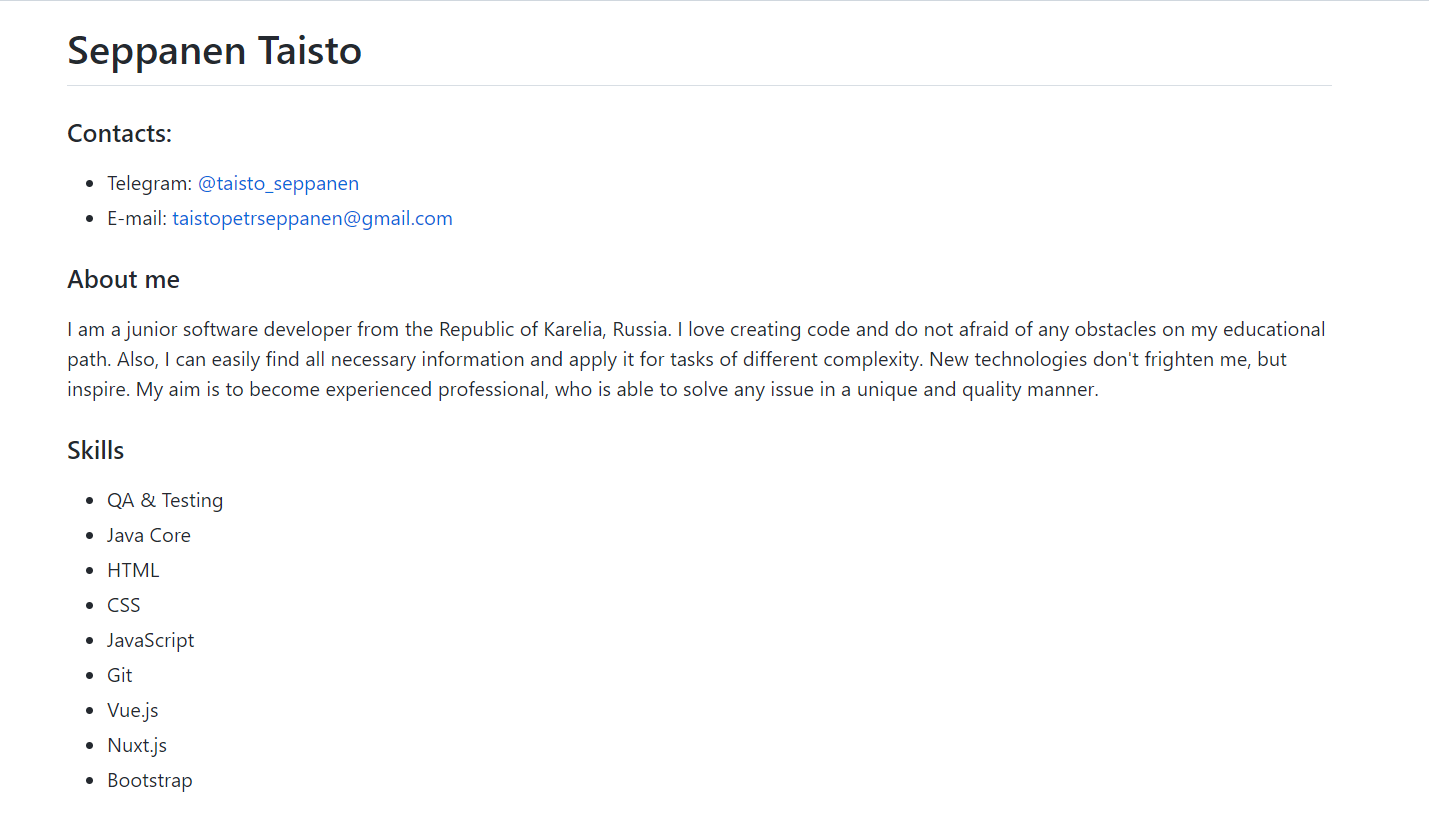 Seppanen Taisto
Contacts:
Telegram: @taisto_seppanen
E-mail: taistopetrseppanen@gmail.com
About me
I am a junior software developer from the Republic of Karelia, Russia. I love creating code and do not afraid of any obstacles on my educational
path. Also, I can easily find all necessary information and apply it for tasks of different complexity. New technologies don't frighten me, but
inspire. My aim is to become experienced professional, who is able to solve any issue in a unique and quality manner.
Skills
QA & Testing
Java Core
HTML
CSS
JavaScript
Git
Vue.js
Nuxt.js
Bootstrap